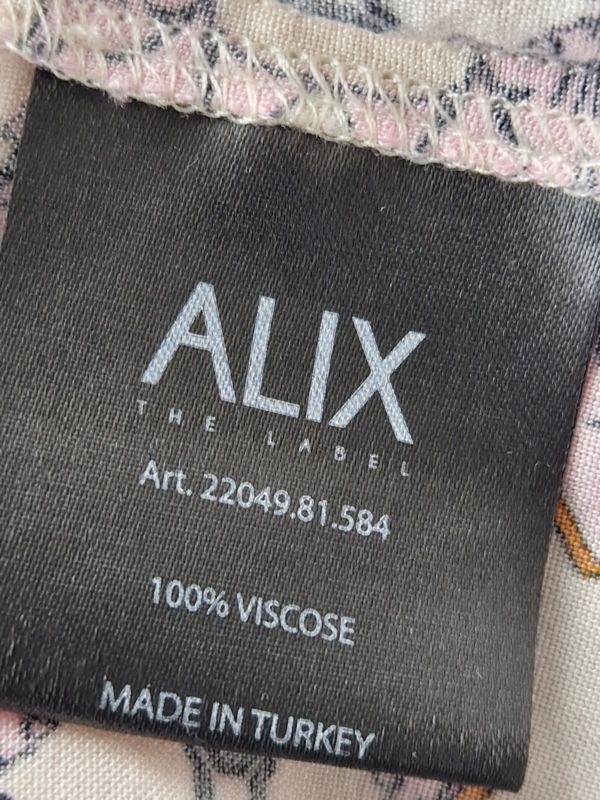 ALIX
THE LABEL
Art. 22049.81.584
100% VISCOSE
MADE IN TURKEY